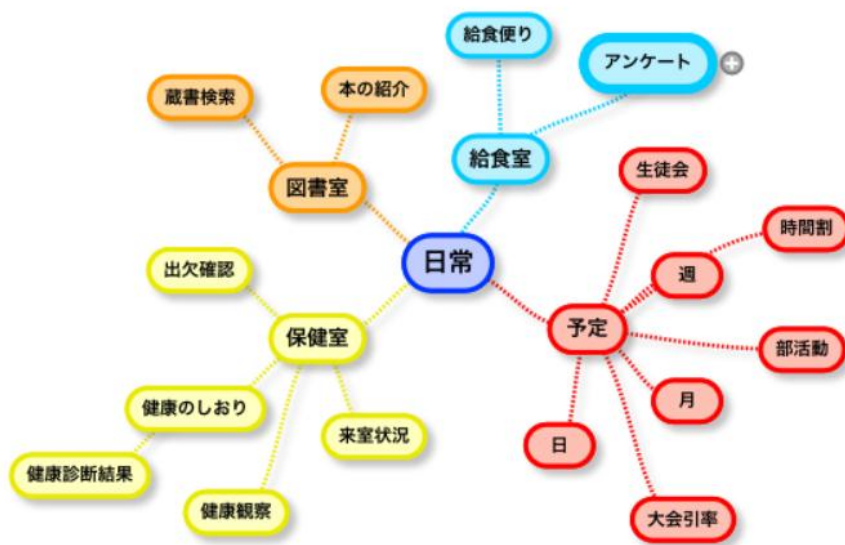 給食便り
アンケート
本の紹介
蔵書検索
給食室
生徒会
図書室
時間割
日常
出欠確認
週
予定
保健室
部活動
健康のしおり
月
来室状況
日
健康診断結果
健康観察
大会引率